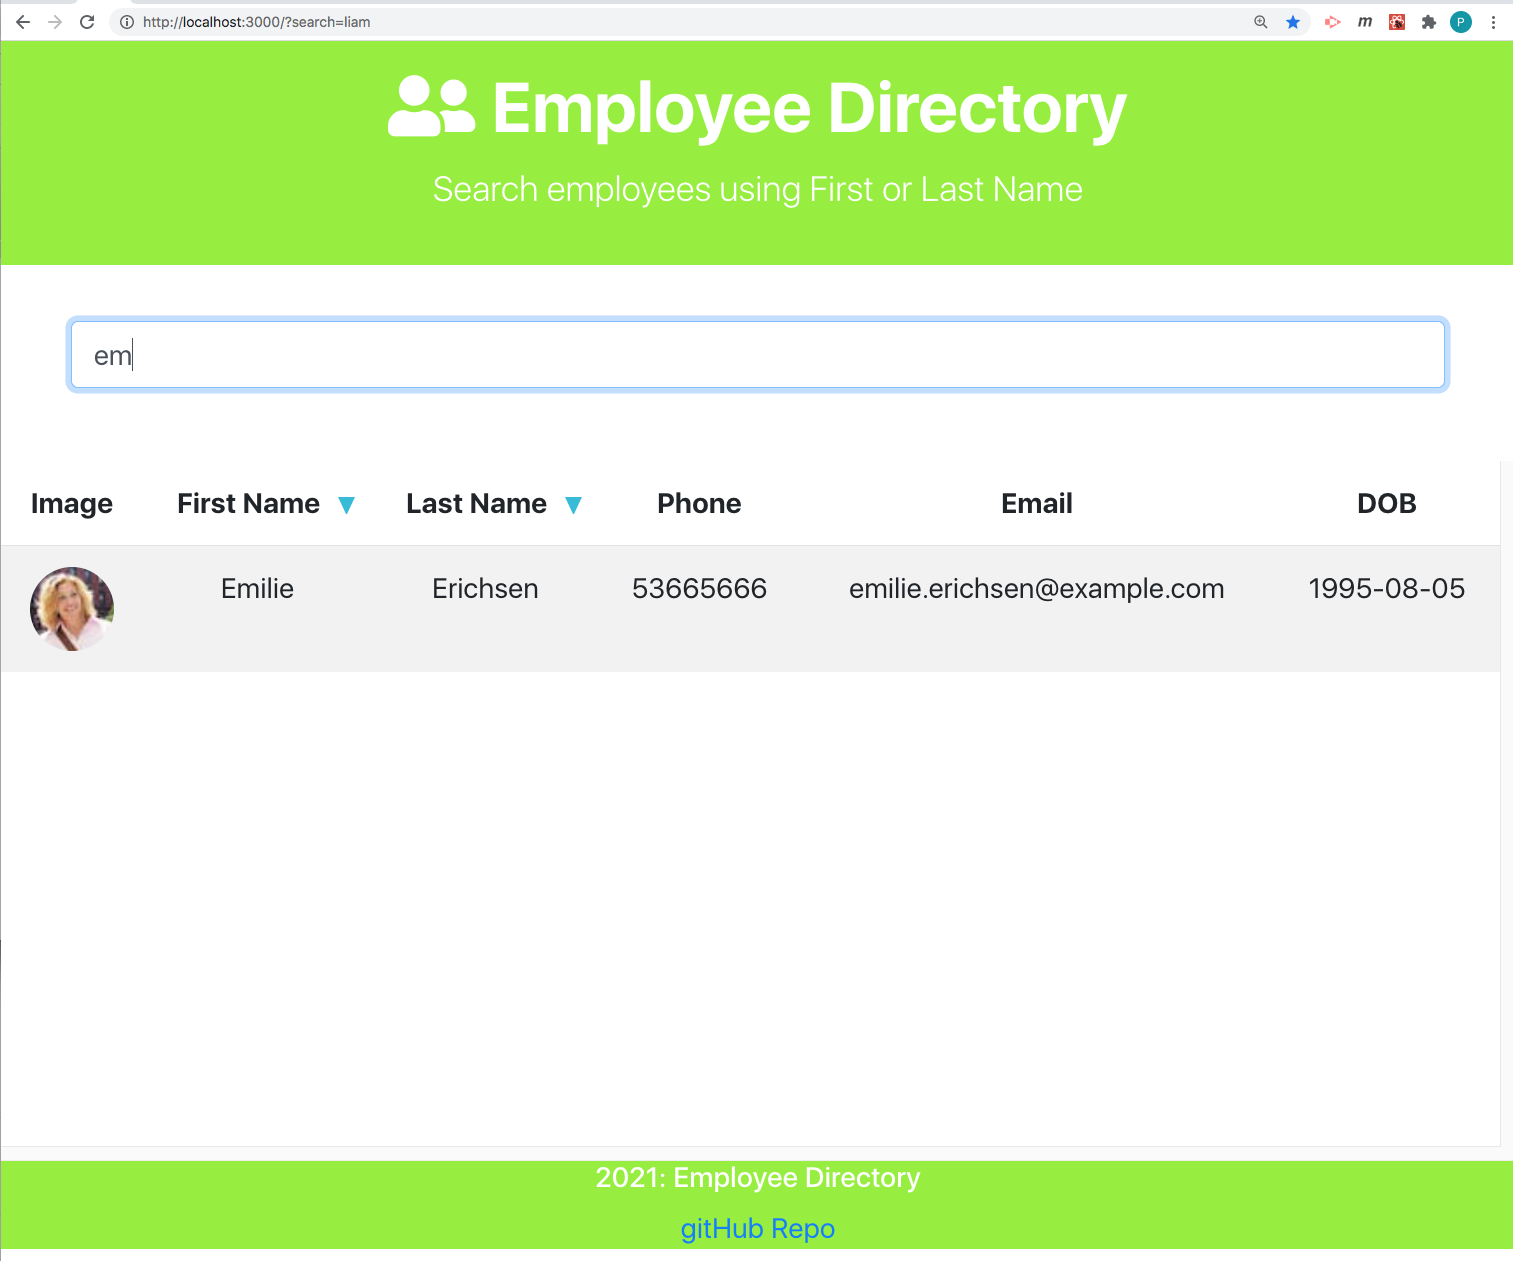 http://localhost:3000/?search=liam
m
P
Employee Directory
Search employees using First or Last Name
em
Image First Name ▼ Last Name ▼ Phone Email DOB
Emilie Erichsen 53665666 emilie.erichsen@example.com 1995-08-05
2021: Employee Directory
gitHub Repo